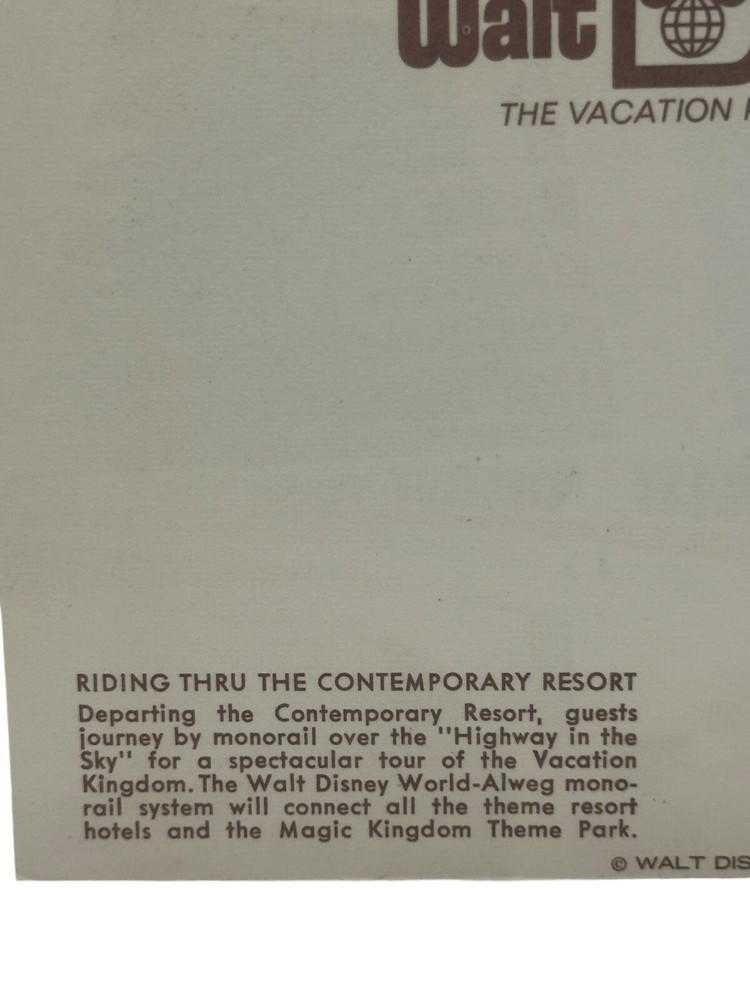 Walt
THE VACATION
RIDING THRU THE CONTEMPORARY RESORT
Departing the Contemporary Resort, guests
journey by monorail over the "Highway in the
Sky" for a spectacular tour of the Vacation
Kingdom. The Walt Disney World-Alweg mono-
rail system will connect all the theme resort
hotels and the Magic Kingdom Theme Park.
© WALT DIS